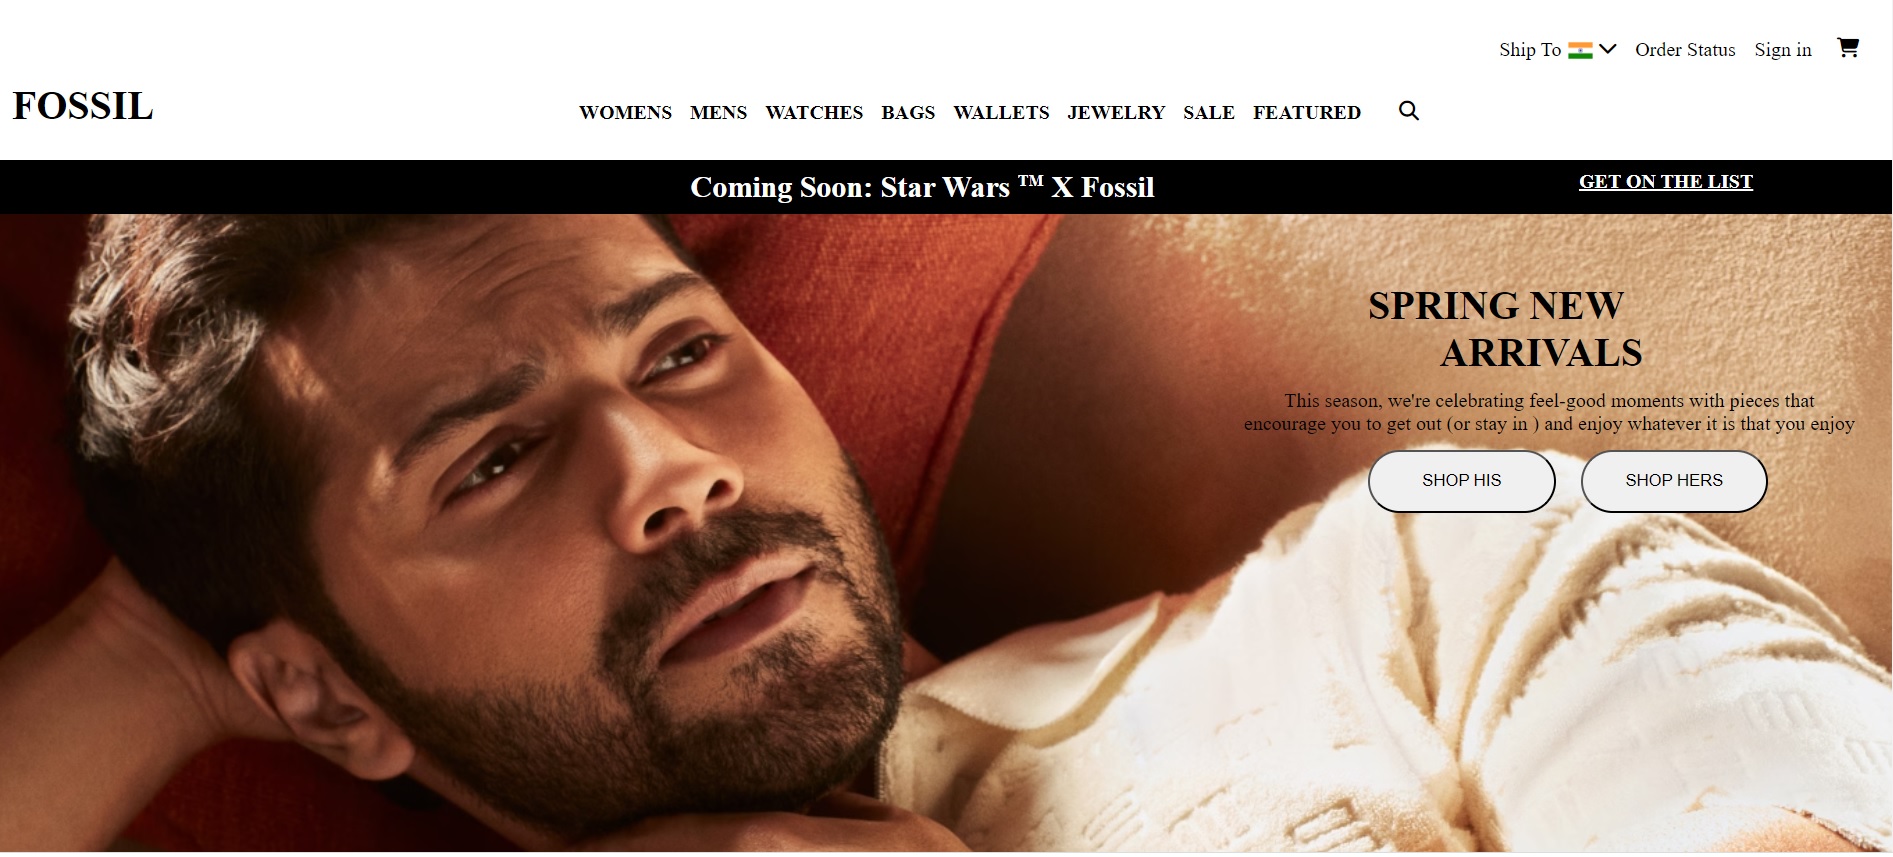 Ship To Order Status Sign in
FOSSIL
WOMENS MENS WATCHES BAGS WALLETS JEWELRY SALE FEATURED
Coming Soon: Star Wars ™ X Fossil
GET ON THE LIST
SPRING NEW
ARRIVALS
This season, we're celebrating feel-good moments with pieces that
encourage you to get out (or stay in ) and enjoy whatever it is that you enjoy
SHOP HIS
SHOP HERS